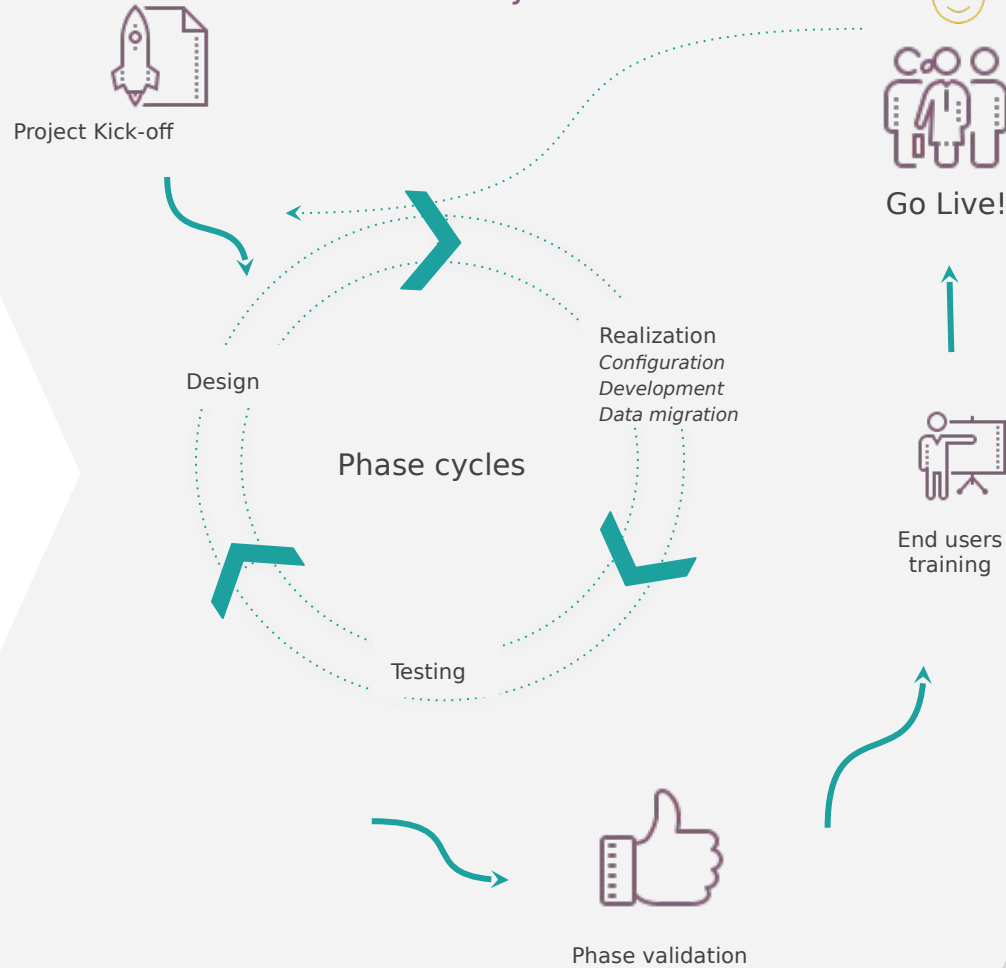 Project Kick-off
Go Live!
Realization
Configuration
Development
Data migration
Design
Phase cycles
End users
training
Testing
Phase validation